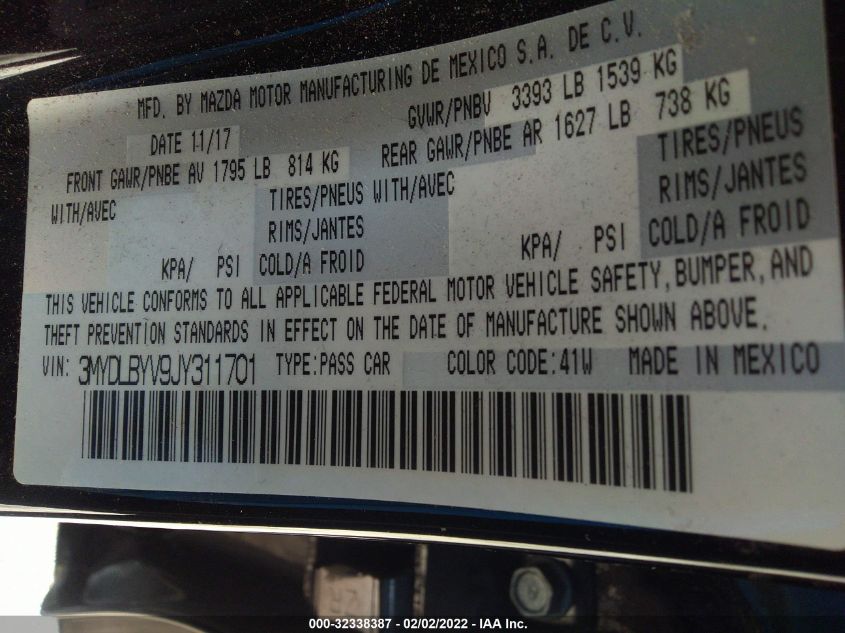 MFD. BY MAZDA MOTOR MANUFACTURING DE MEXICO S.A. DE C.V.
DATE 11/17 GVWR/PNBV 3393 LB 1539 KG
FRONT GAWR/PNBE AV 1795 LB 814 KG REAR GAWR/PNBE AR 1627 LB 738 KG
WITH/AVEC TIRES/PNEUS WITH/AVEC TIRES/PNEUS
RIMS/JANTES RIMS/JANTES
KPA/ PSI COLD/A FROID KPA/ PSI COLD/A FROID
THIS VEHICLE CONFORMS TO ALL APPLICABLE FEDERAL MOTOR VEHICLE SAFETY, BUMPER, AND
THEFT PREVENTION STANDARDS IN EFFECT ON THE DATE OF MANUFACTURE SHOWN ABOVE.
VIN: 3MYDLBYV9JY311701 TYPE:PASS CAR COLOR CODE:41W MADE IN MEXICO
000-32338387 - 02/02/2022 - IAA Inc.